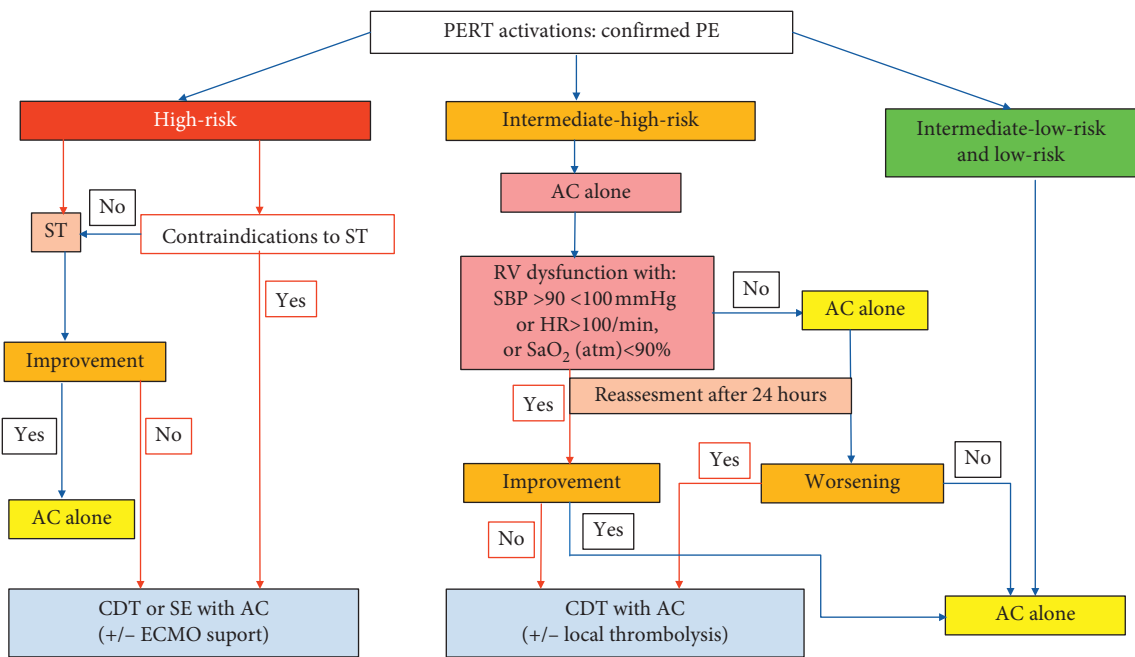 PERT activations: confirmed PE
High-risk
Intermediate-high-risk
Intermediate-low-risk
and low-risk
AC alone
No
ST
Contraindications to ST
Yes
RV dysfunction with:
SBP >90 <100 mmHg
or HR>100/min,
or SaO₂ (atm)<90%
No
AC alone
Improvement
Yes
Reassesment after 24 hours
Yes
No
Yes
No
Improvement
Worsening
AC alone
No
Yes
CDT or SE with AC
(+/− ECMO suport)
CDT with AC
(+/− local thrombolysis)
AC alone